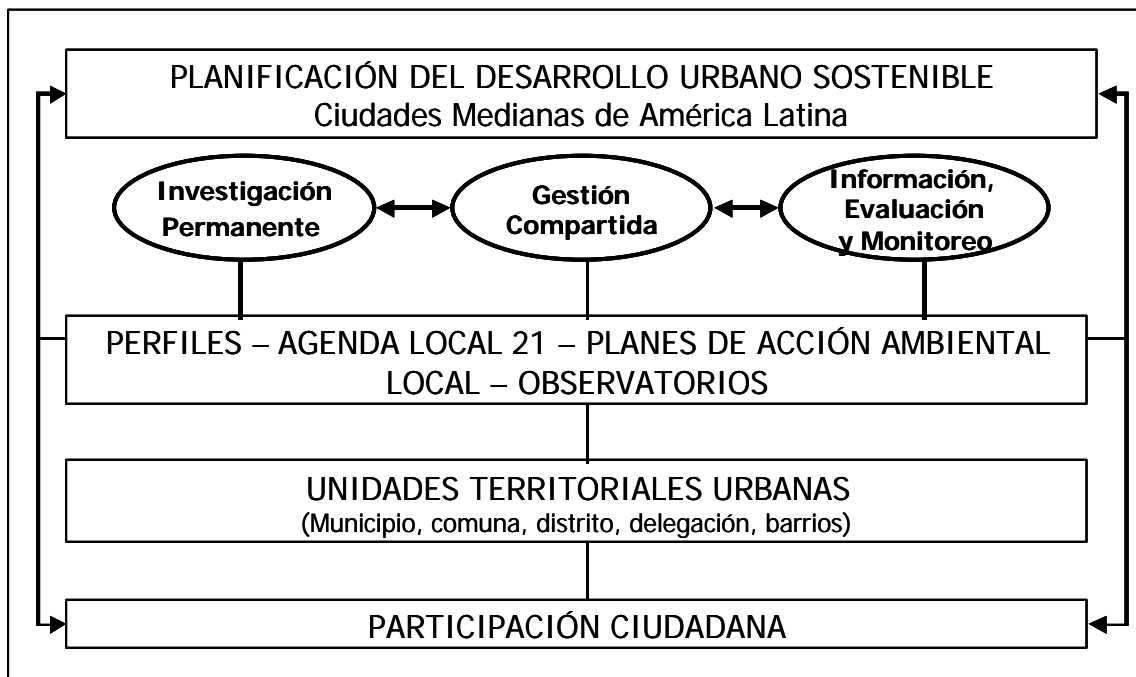 PLANIFICACIÓN DEL DESARROLLO URBANO SOSTENIBLE
Ciudades Medianas de América Latina
Investigación
Permanente
Gestión
Compartida
Información,
Evaluación
y Monitoreo
PERFILES – AGENDA LOCAL 21 – PLANES DE ACCIÓN AMBIENTAL
LOCAL – OBSERVATORIOS
UNIDADES TERRITORIALES URBANAS
(Municipio, comuna, distrito, delegación, barrios)
PARTICIPACIÓN CIUDADANA